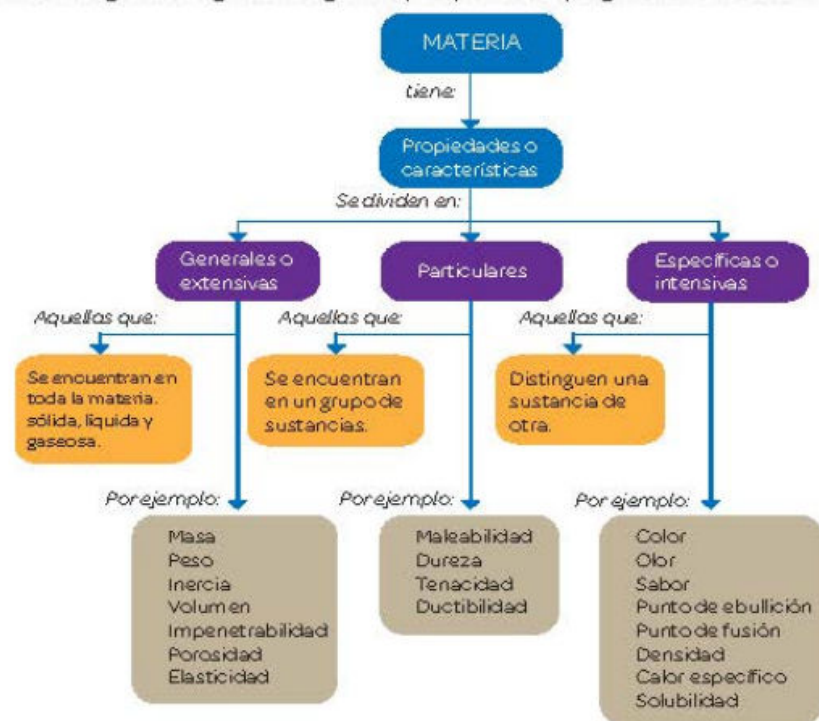 MATERIA
tiene:
Propiedades o
características
Se dividen en:
Generales o
extensivas
Particulares
Específicas o
intensivas
Aquellas que:
Aquellas que:
Aquellas que:
Se encuentran en
toda la materia.
sólida, líquida y
gaseosa.
Se encuentran
en un grupo de
sustancias.
Distinguen una
sustancia de
otra.
Por ejemplo:
Por ejemplo:
Por ejemplo:
Masa
Peso
Inercia
Volumen
Impenetrabilidad
Porosidad
Elasticidad
Maleabilidad
Dureza
Tenacidad
Ductibilidad
Color
Olor
Sabor
Punto de ebullición
Punto de fusión
Densidad
Calor específico
Solubilidad